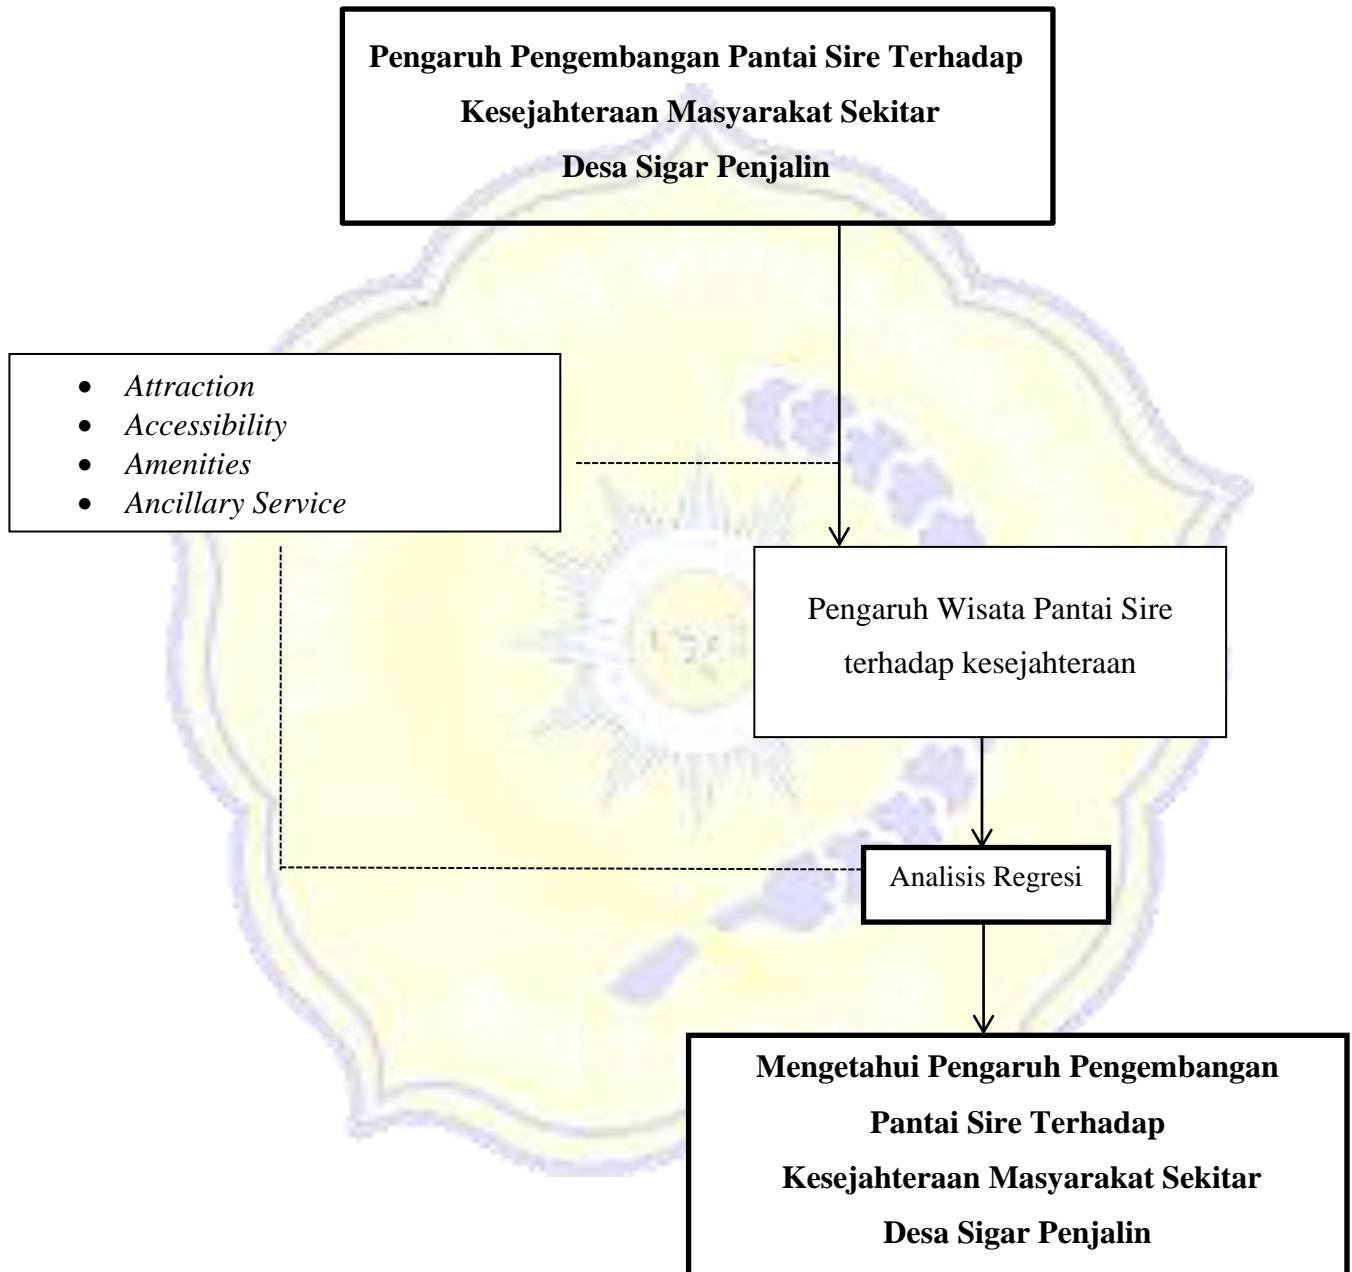 Pengaruh Pengembangan Pantai Sire Terhadap
Kesejahteraan Masyarakat Sekitar
Desa Sigar Penjalin
• Attraction
• Accessibility
• Amenities
• Ancillary Service
Pengaruh Wisata Pantai Sire
terhadap kesejahteraan
Analisis Regresi
Mengetahui Pengaruh Pengembangan
Pantai Sire Terhadap
Kesejahteraan Masyarakat Sekitar
Desa Sigar Penjalin